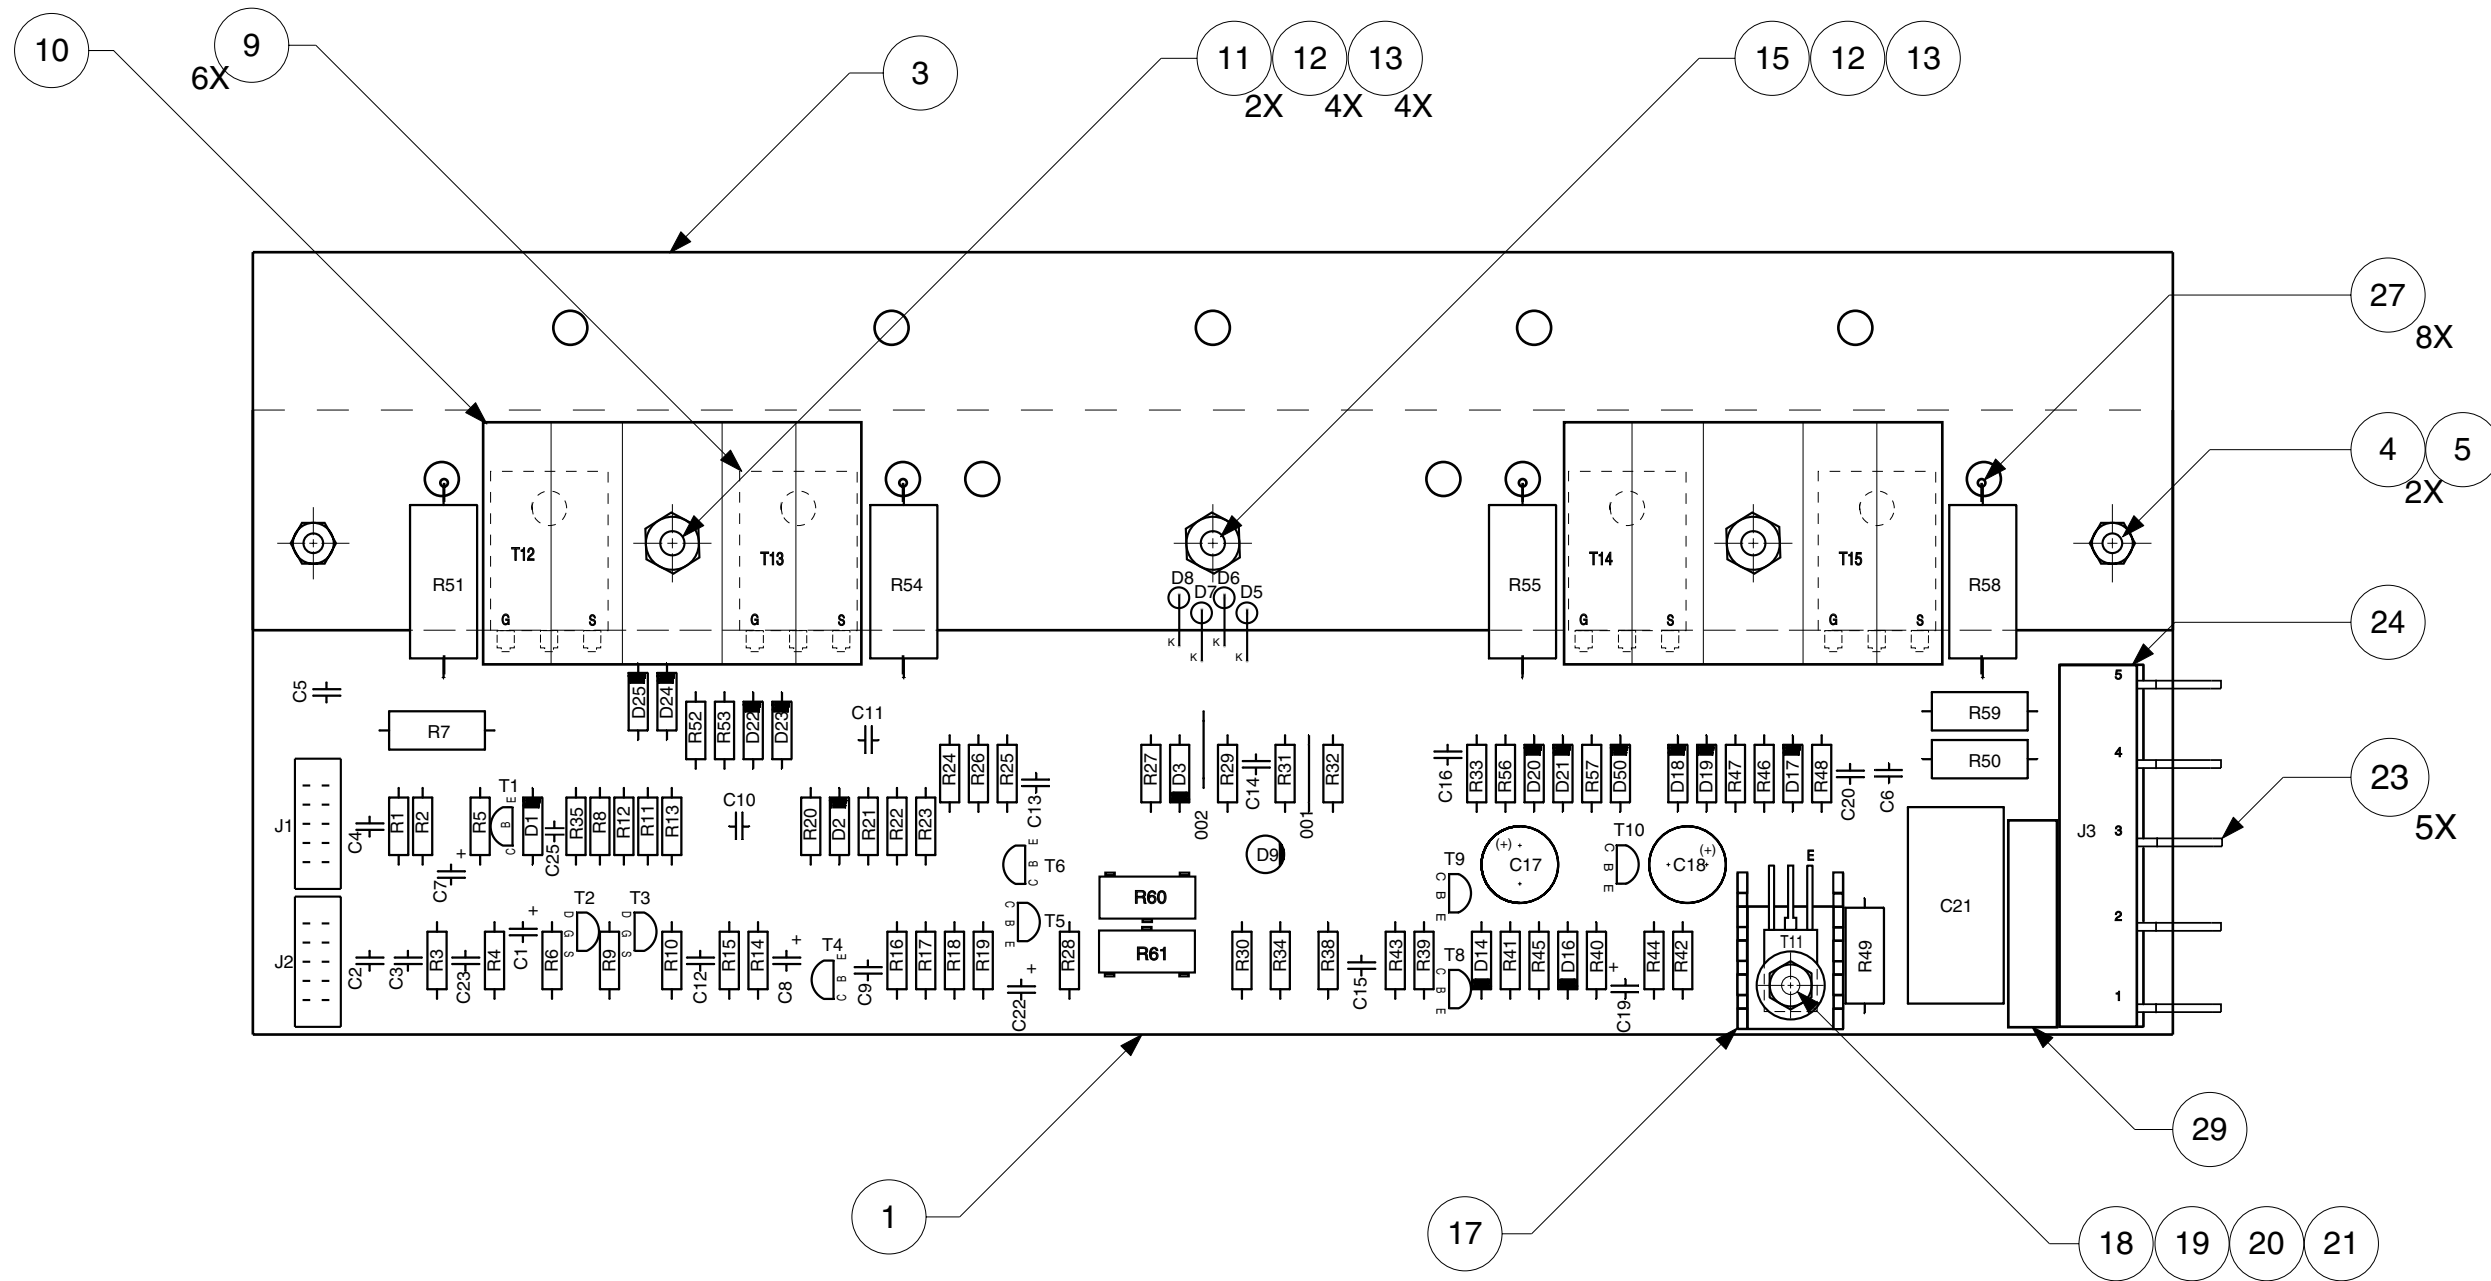 10 9 3 11 12 13 15 12 13
6X 2X 4X 4X
27
8X
4 5
2X
T12 T13 T14 T15
R51 R54 R55 R58
D8 D6
D7 D5
G S G S G S G S
K K
K K
24
C5 D25 D24 5
R7 R52 R53 D22 D23 C11 R59
R24 R26 R25 C13 R27 D3 R29 C14 R31 R32 C16 R33 R56 D20 D21 R57 D50 D18 D19 R47 R46 D17 R48 C20 C6 R50 4
002 001
23
5X
J1 C4 R1 R2 R5 T1 E B C D1 C25 R35 R8 R12 R11 R13 C10 R20 D2 R21 R22 R23 J3 3
+ C7
E B C T6 D9 T9 C B E (+) C17 T10 C B E C18 (+) E
R60
T2 D G S T3 D G S C B E T5 C21 2
J2 C2 C3 R3 C23 R4 + C1 R6 R9 R10 C12 R15 R14 + C8 T4 E B C C9 R16 R17 R18 R19 + C22 R28 R61 R30 R34 R38 C15 R43 R39 T8 C B E D14 R41 R45 D16 R40 + C19 R44 R42 T11 R49 1
29
1 17 18 19 20 21